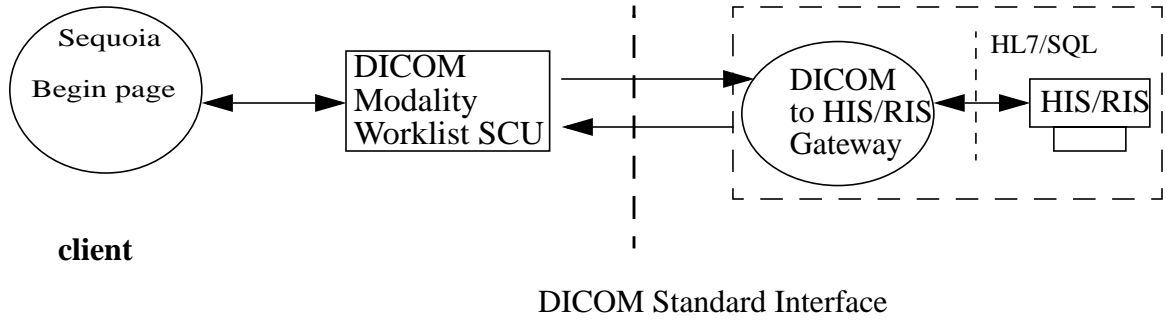 Sequoia
Begin page
DICOM
Modality
Worklist SCU
DICOM
to HIS/RIS
Gateway
HL7/SQL
HIS/RIS
client
DICOM Standard Interface